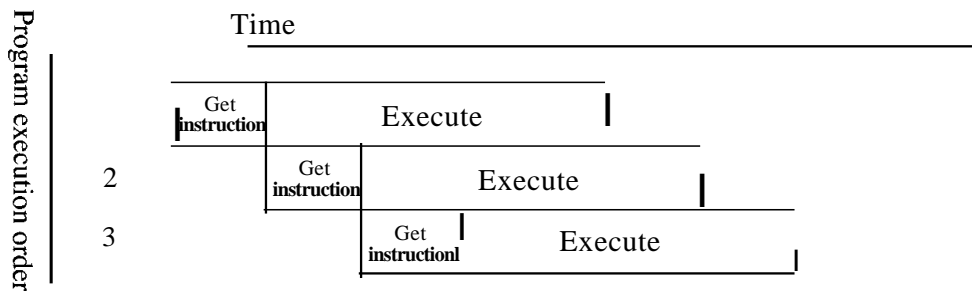 Time
Program execution order
Get
instruction
Execute
2
Get
instruction
Execute
3
Get
instructionl
Execute